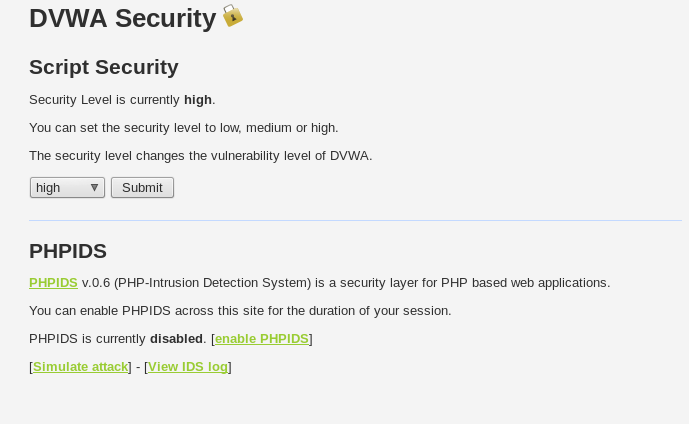 DVWA Security
Script Security
Security Level is currently high.
You can set the security level to low, medium or high.
The security level changes the vulnerability level of DVWA.
high Submit
PHPIDS
PHPIDS v.0.6 (PHP-Intrusion Detection System) is a security layer for PHP based web applications.
You can enable PHPIDS across this site for the duration of your session.
PHPIDS is currently disabled. [enable PHPIDS]
[Simulate attack] - [View IDS log]